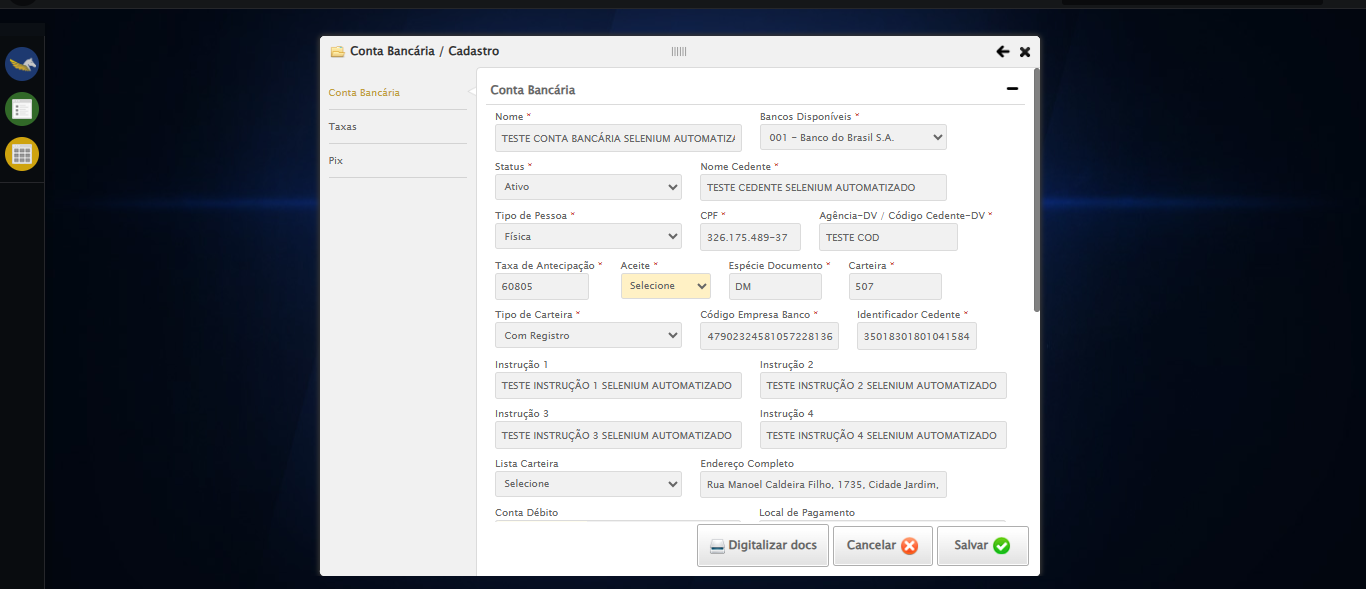 Conta Bancária / Cadastro
Conta Bancária
Taxas
Pix
Conta Bancária
Nome * Bancos Disponíveis *
TESTE CONTA BANCÁRIA SELENIUM AUTOMATIZA 001 - Banco do Brasil S.A.
Status * Nome Cedente *
Ativo TESTE CEDENTE SELENIUM AUTOMATIZADO
Tipo de Pessoa * CPF * Agência-DV / Código Cedente-DV *
Física 326.175.489-37 TESTE COD
Taxa de Antecipação * Aceite * Espécie Documento * Carteira *
60805 Selecione DM 507
Tipo de Carteira * Código Empresa Banco * Identificador Cedente *
Com Registro 47902324581057228136 35018301801041584
Instrução 1 Instrução 2
TESTE INSTRUÇÃO 1 SELENIUM AUTOMATIZADO TESTE INSTRUÇÃO 2 SELENIUM AUTOMATIZADO
Instrução 3 Instrução 4
TESTE INSTRUÇÃO 3 SELENIUM AUTOMATIZADO TESTE INSTRUÇÃO 4 SELENIUM AUTOMATIZADO
Lista Carteira Endereço Completo
Selecione Rua Manoel Caldeira Filho, 1735, Cidade Jardim,
Conta Débito Local de Pagamento
Digitalizar docs Cancelar Salvar